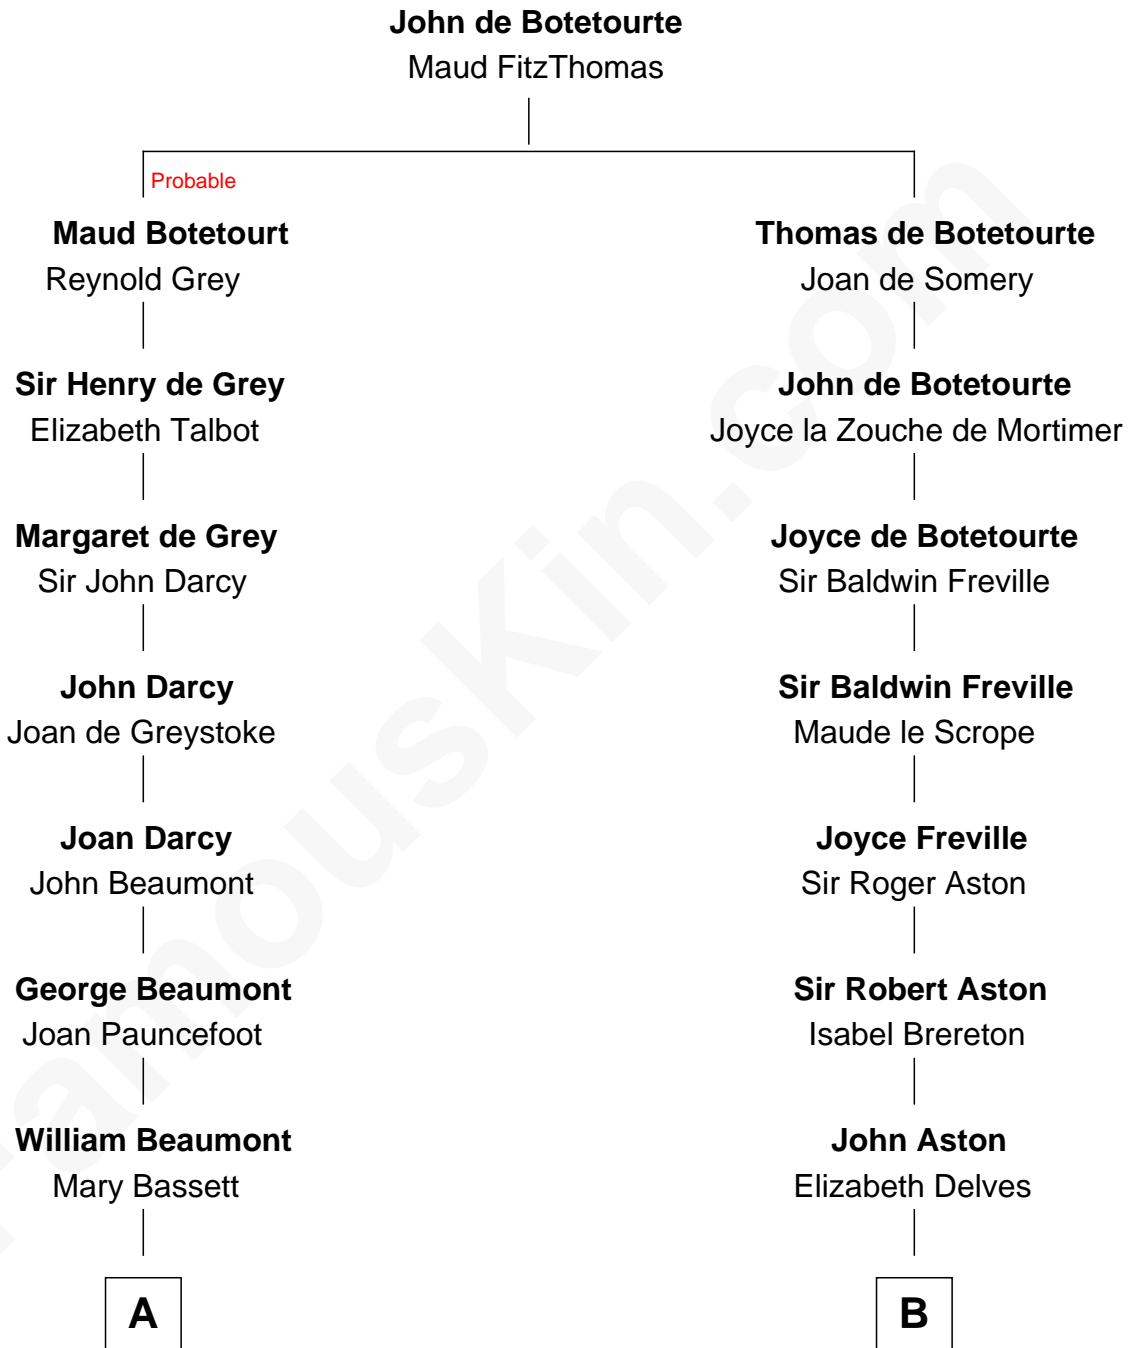 John de Botetourte
Maud FitzThomas
Probable
Maud Botetourt
Reynold Grey
Thomas de Botetourte
Joan de Somery
Sir Henry de Grey
Elizabeth Talbot
John de Botetourte
Joyce la Zouche de Mortimer
Margaret de Grey
Sir John Darcy
Joyce de Botetourte
Sir Baldwin Freville
John Darcy
Joan de Greystoke
Sir Baldwin Freville
Maude le Scrope
Joan Darcy
John Beaumont
Joyce Freville
Sir Roger Aston
George Beaumont
Joan Pauncefoot
Sir Robert Aston
Isabel Brereton
William Beaumont
Mary Bassett
John Aston
Elizabeth Delves
A
B
FamousKin.com